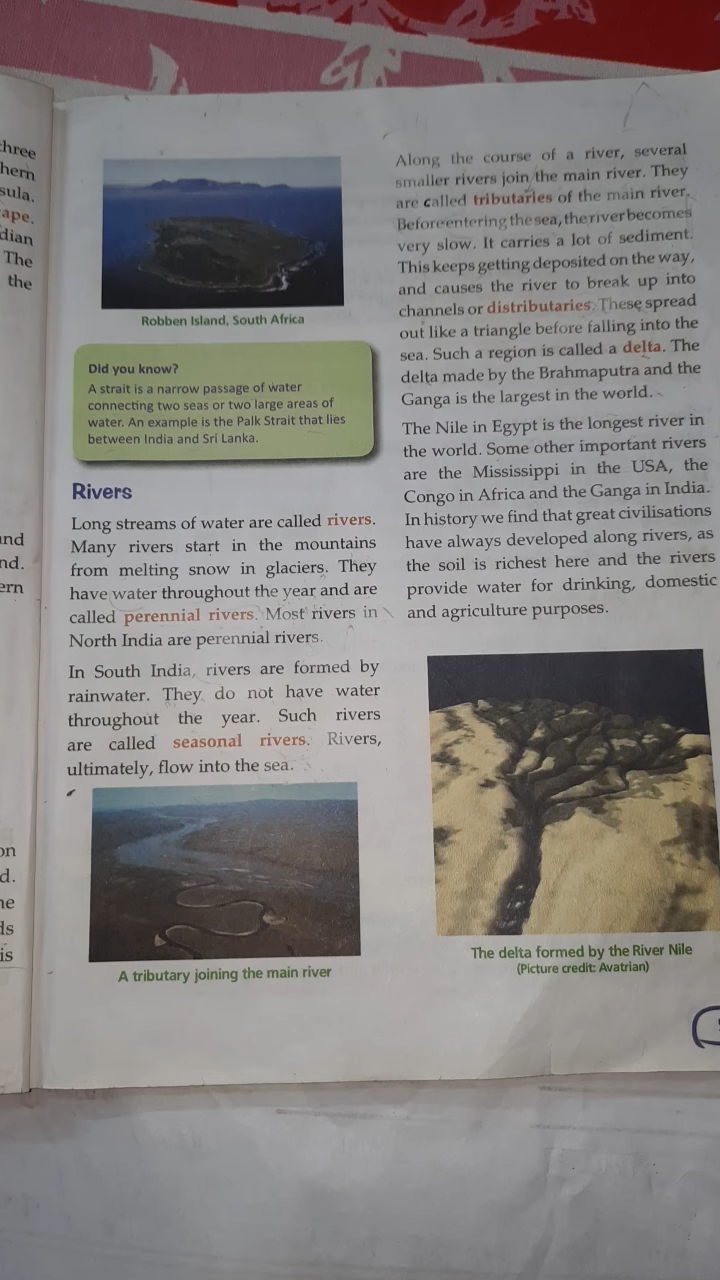 three
hern
sula.
ape.
dian
The
the
and
nd.
ern
on
d.
ne
ds
is
Robben Island, South Africa
Did you know?
A strait is a narrow passage of water
connecting two seas or two large areas of
water. An example is the Palk Strait that lies
between India and Sri Lanka.
Rivers
Long streams of water are called rivers.
Many rivers start in the mountains
from melting snow in glaciers. They
have water throughout the year and are
called perennial rivers. Most rivers in
North India are perennial rivers.
In South India, rivers are formed by
rainwater. They do not have water
throughout the year. Such rivers
are called seasonal rivers. Rivers,
ultimately, flow into the sea.
A tributary joining the main river
Along the course of a river, several
smaller rivers join the main river. They
are called tributaries of the main river.
Before entering the sea, the river becomes
very slow. It carries a lot of sediment.
This keeps getting deposited on the way,
and causes the river to break up into
channels or distributaries. These spread
out like a triangle before falling into the
sea. Such a region is called a delta. The
delta made by the Brahmaputra and the
Ganga is the largest in the world.
The Nile in Egypt is the longest river in
the world. Some other important rivers
are the Mississippi in the USA, the
Congo in Africa and the Ganga in India.
In history we find that great civilisations
have always developed along rivers, as
the soil is richest here and the rivers
provide water for drinking, domestic
and agriculture purposes.
The delta formed by the River Nile
(Picture credit: Avatrian)